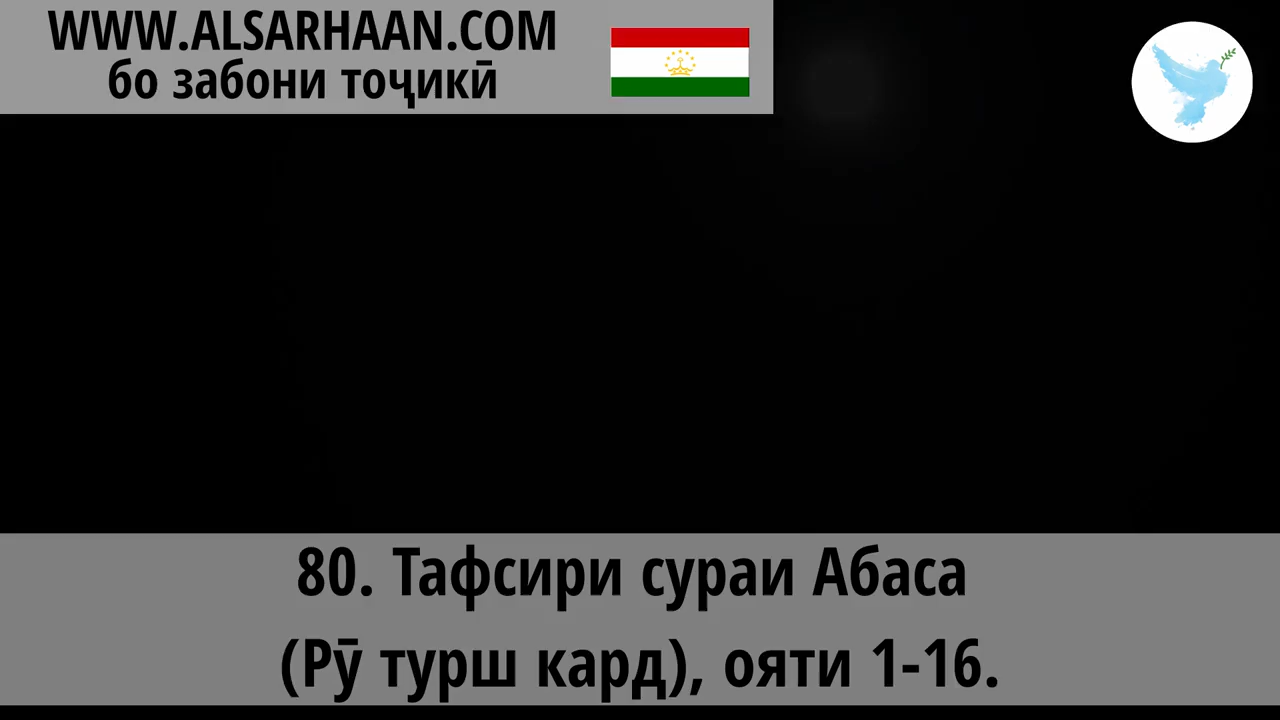 WWW.ALSARHAAN.COM
бо забони тоҷикӣ
80. Тафсири сураи Абаса
(Рӯ турш кард), ояти 1-16.